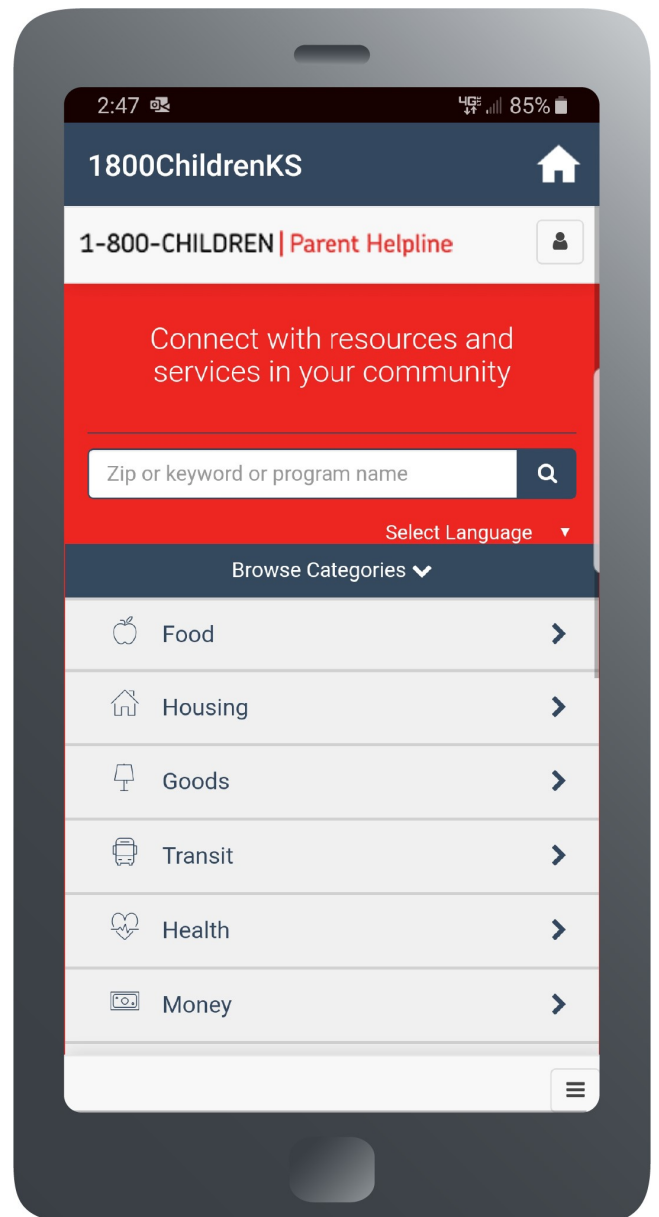 2:47 4GE 85%
1800ChildrenKS
1-800-CHILDREN | Parent Helpline
Connect with resources and
services in your community
Zip or keyword or program name
Select Language ▼
Browse Categories
Food
Housing
Goods
Transit
Health
Money